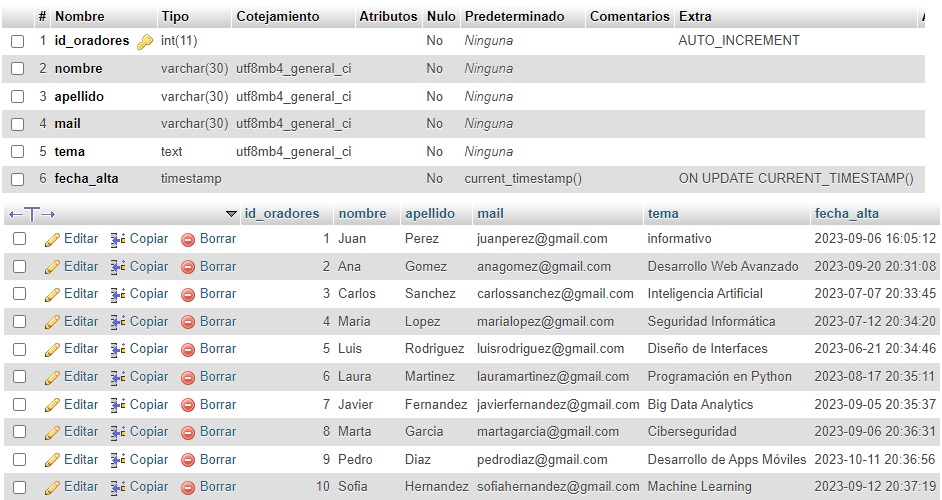 # Nombre Tipo Cotejamiento Atributos Nulo Predeterminado Comentarios Extra
1 id_oradores int(11) No Ninguna AUTO_INCREMENT
2 nombre varchar(30) utf8mb4_general_ci No Ninguna
3 apellido varchar(30) utf8mb4_general_ci No Ninguna
4 mail varchar(30) utf8mb4_general_ci No Ninguna
5 tema text utf8mb4_general_ci No Ninguna
6 fecha_alta timestamp No current_timestamp() ON UPDATE CURRENT_TIMESTAMP()
id_oradores nombre apellido mail tema fecha_alta
Editar Copiar Borrar 1 Juan Perez juanperez@gmail.com informativo 2023-09-06 16:05:12
Editar Copiar Borrar 2 Ana Gomez anagomez@gmail.com Desarrollo Web Avanzado 2023-09-20 20:31:08
Editar Copiar Borrar 3 Carlos Sanchez carlossanchez@gmail.com Inteligencia Artificial 2023-07-07 20:33:45
Editar Copiar Borrar 4 Maria Lopez marialopez@gmail.com Seguridad Informática 2023-07-12 20:34:20
Editar Copiar Borrar 5 Luis Rodriguez luisrodriguez@gmail.com Diseño de Interfaces 2023-06-21 20:34:46
Editar Copiar Borrar 6 Laura Martinez lauramartinez@gmail.com Programación en Python 2023-08-17 20:35:11
Editar Copiar Borrar 7 Javier Fernandez javierfernandez@gmail.com Big Data Analytics 2023-09-05 20:35:37
Editar Copiar Borrar 8 Marta Garcia martagarcia@gmail.com Ciberseguridad 2023-09-06 20:36:31
Editar Copiar Borrar 9 Pedro Diaz pedrodiaz@gmail.com Desarrollo de Apps Móviles 2023-10-11 20:36:56
Editar Copiar Borrar 10 Sofia Hernandez sofiahernandez@gmail.com Machine Learning 2023-09-12 20:37:19